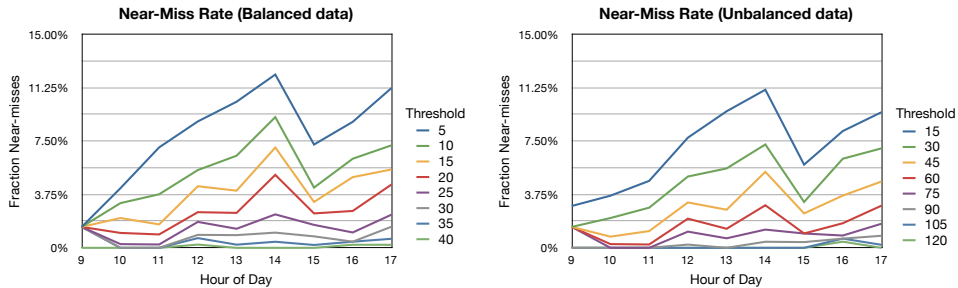 Near-Miss Rate (Balanced data)
Fraction Near-misses
15.00%
11.25%
7.50%
3.75%
0%
9 10 11 12 13 14 15 16 17
Hour of Day
Threshold
5
10
15
20
25
30
35
40
Near-Miss Rate (Unbalanced data)
Fraction Near-misses
15.00%
11.25%
7.50%
3.75%
0%
9 10 11 12 13 14 15 16 17
Hour of Day
Threshold
15
30
45
60
75
90
105
120